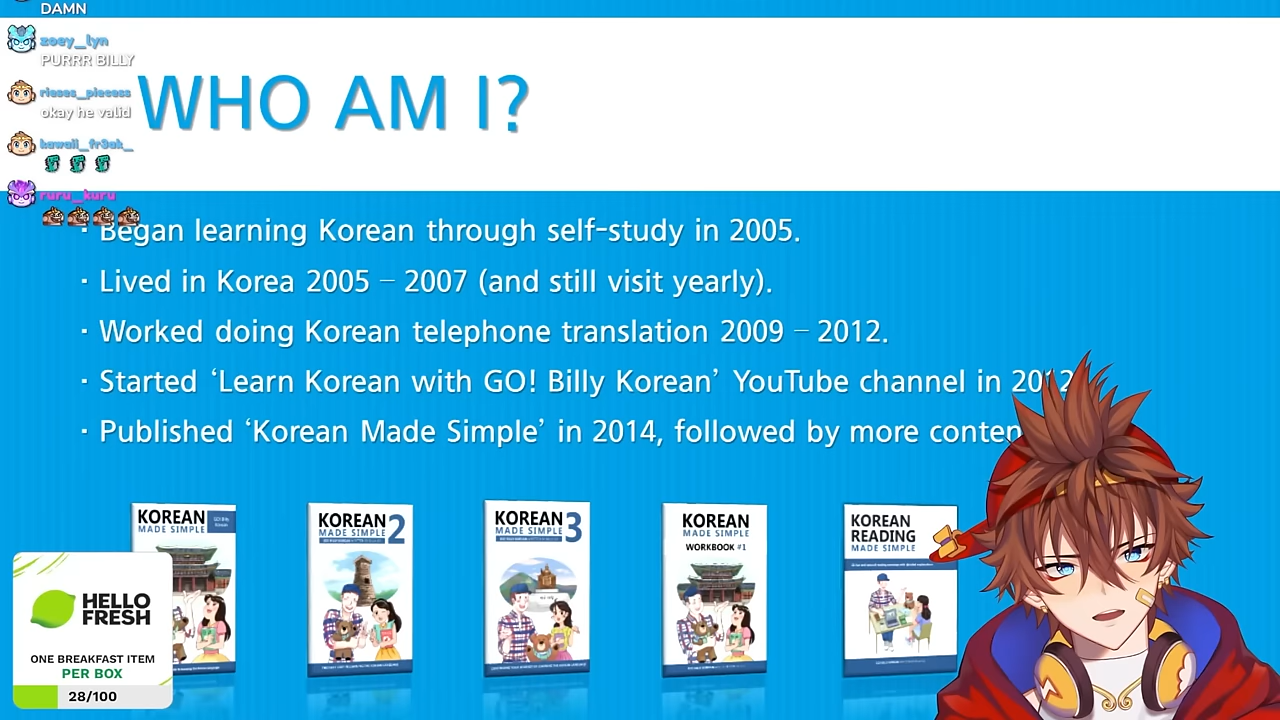 DAMN
zoey_lyn
PURRR BILLY
riases_piecess
okay he valid
kawaii_fr3ak_
ruru_kuru
WHO AM I?
· Began learning Korean through self-study in 2005.
· Lived in Korea 2005 – 2007 (and still visit yearly).
· Worked doing Korean telephone translation 2009 – 2012.
· Started ‘Learn Korean with GO! Billy Korean’ YouTube channel in 2012
· Published ‘Korean Made Simple’ in 2014, followed by more conten
KOREAN
MADE SIMPLE
KOREAN 2
MADE SIMPLE
KOREAN 3
MADE SIMPLE
KOREAN
MADE SIMPLE
WORKBOOK #1
KOREAN
READING
MADE SIMPLE
HELLO
FRESH
ONE BREAKFAST ITEM
PER BOX
28/100